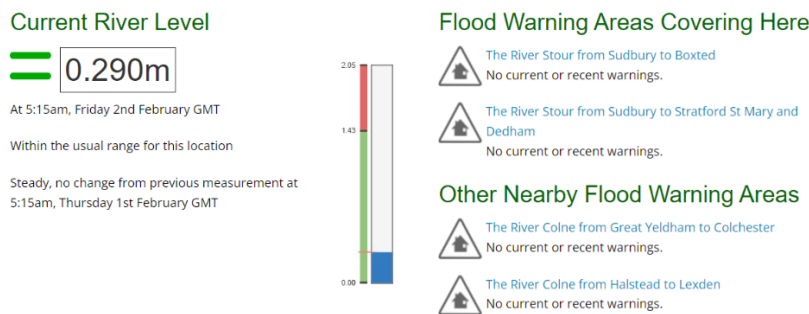 Current River Level
0.290m
At 5:15am, Friday 2nd February GMT
Within the usual range for this location
Steady, no change from previous measurement at
5:15am, Thursday 1st February GMT
2.05
1.43
0.00
Flood Warning Areas Covering Here
The River Stour from Sudbury to Boxted
No current or recent warnings.
The River Stour from Sudbury to Stratford St Mary and
Dedham
No current or recent warnings.
Other Nearby Flood Warning Areas
The River Colne from Great Yeldham to Colchester
No current or recent warnings.
The River Colne from Halstead to Lexden
No current or recent warnings.